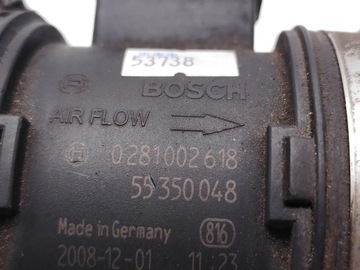 53738
BOSCH
AIR FLOW
0281002618
55350048
Made in Germany 816
2008-12-01 11:23